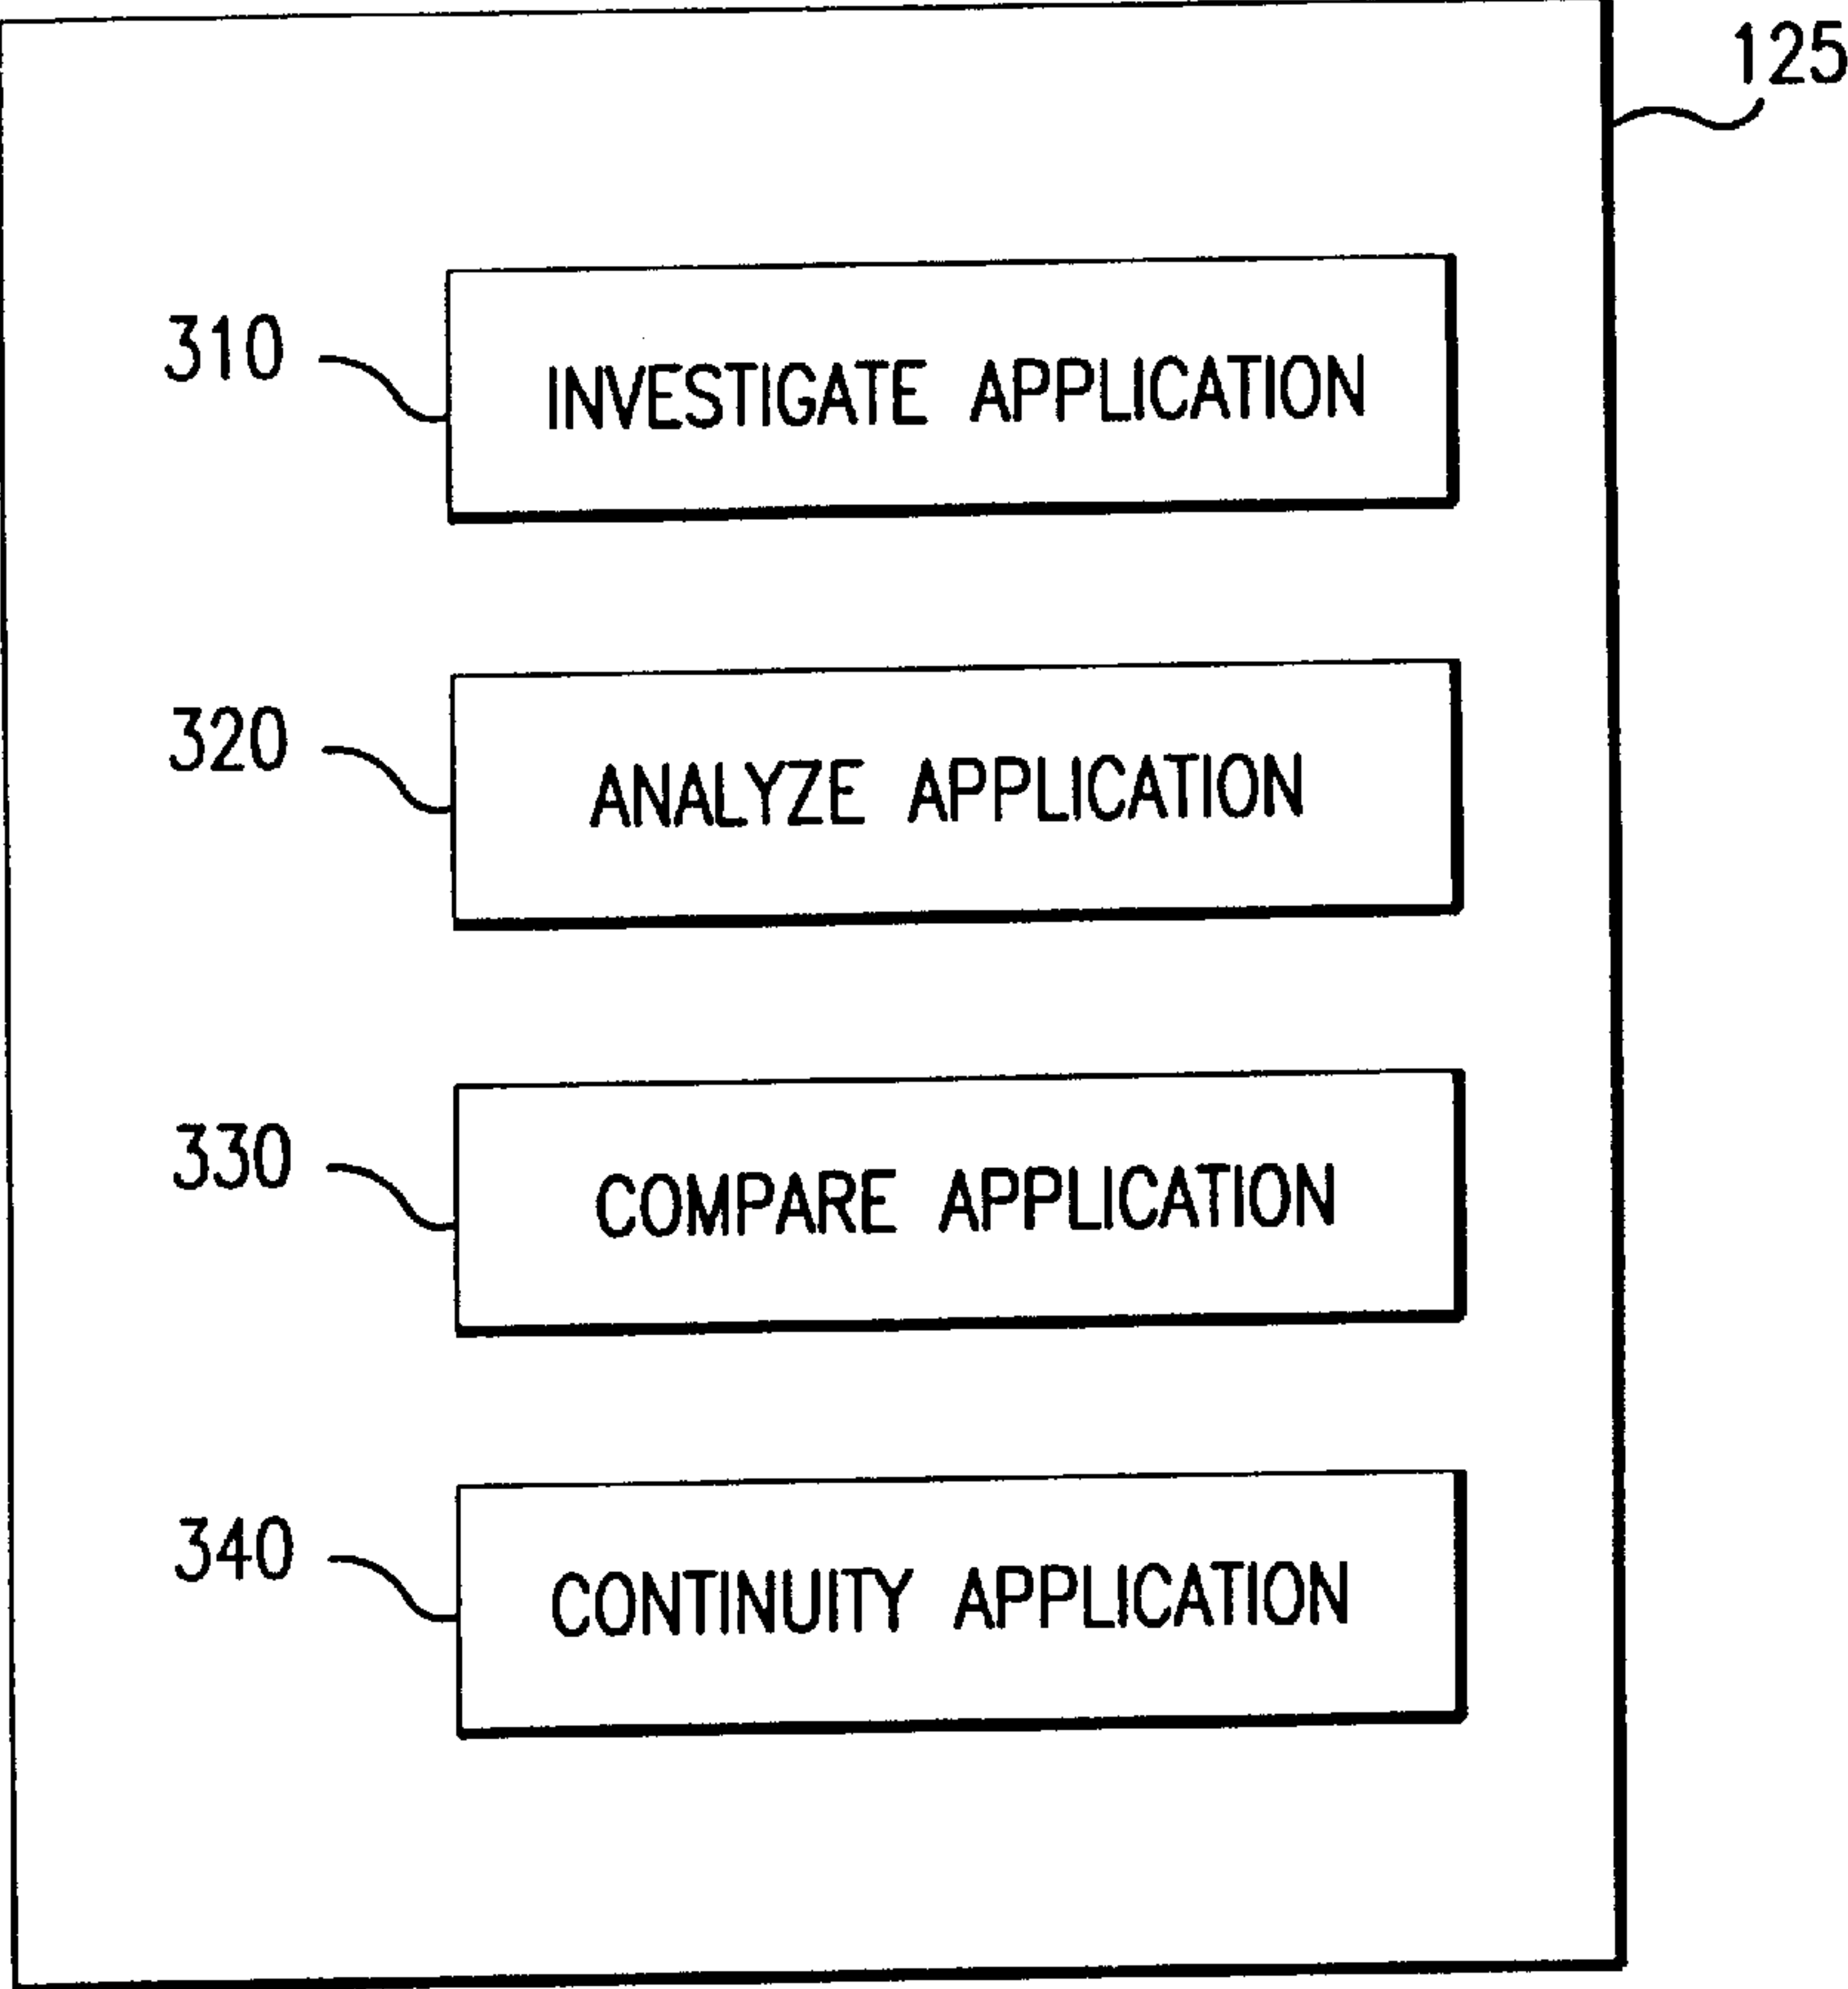 125
310
INVESTIGATE APPLICATION
320
ANALYZE APPLICATION
330
COMPARE APPLICATION
340
CONTINUITY APPLICATION